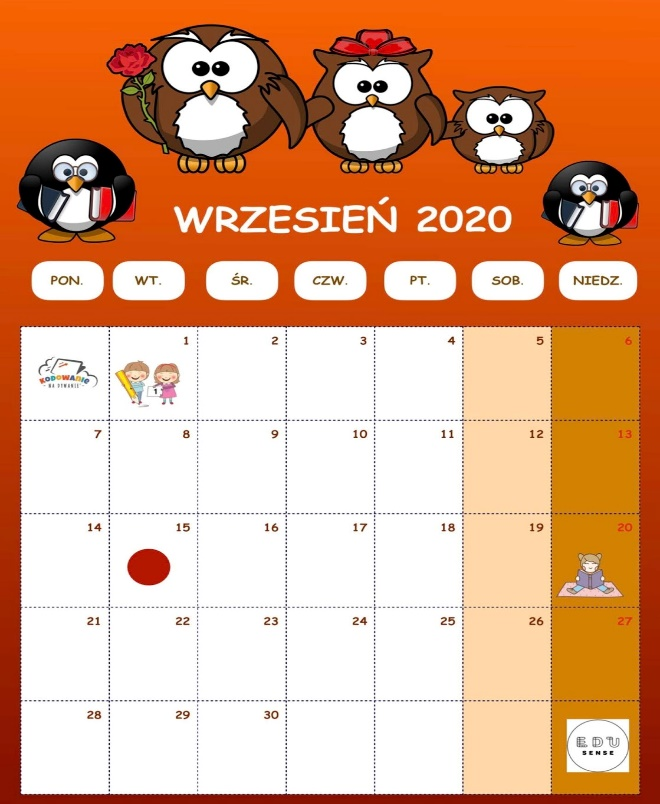 WRZESIEŃ 2020
PON. WT. ŚR. CZW. PT. SOB. NIEDZ.
KODOWANIE 1 2 3 4 5 6
NA DYWANIE
1
7 8 9 10 11 12 13
14 15 16 17 18 19 20
21 22 23 24 25 26 27
28 29 30
EDU
SENSE